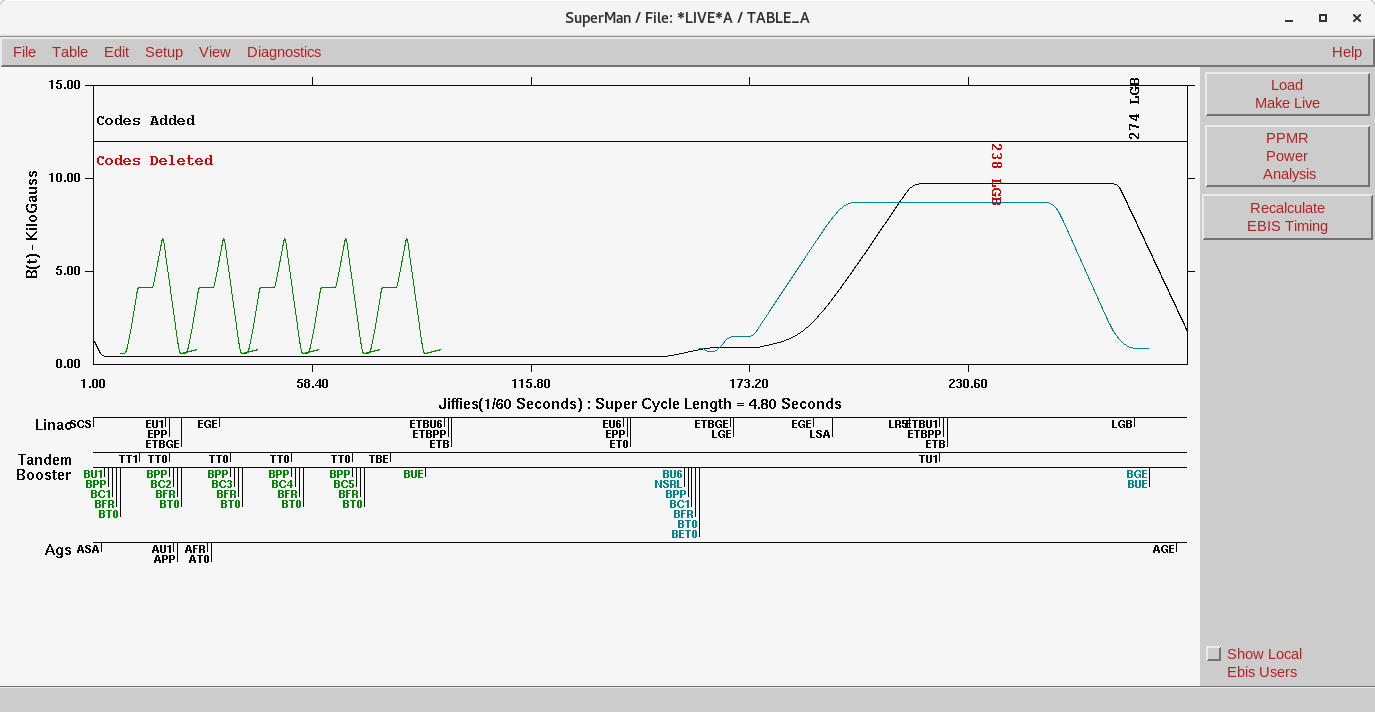 SuperMan / File: *LIVE*A / TABLE_A
File Table Edit Setup View Diagnostics Help
Load
Make Live
PPMR
Power
Analysis
Recalculate
EBIS Timing
15.00
10.00
5.00
0.00
B(t) - KiloGauss
Codes Added
274 LGB
Codes Deleted
238 LGB
1.00 58.40 115.80 173.20 230.60
Jiffies(1/60 Seconds) : Super Cycle Length = 4.80 Seconds
Linac SCS EU1 EGE ETBU6 EU6 ETBGE EGE ETBU1 LGB
EPP ETBPP EPP LGE LSA ETBPP
ETBGE ETB ET0 ETB
Tandem TT1 TT0 TT0 TT0 TT0 TBE TU1
Booster BU1 BPP BPP BPP BPP BUE BU6 BGE
BPP BC2 BC3 BC4 BC5 NSRL BUE
BC1 BFR BFR BFR BFR BPP
BFR BT0 BT0 BT0 BT0 BC1
BT0 BFR
BT0
BET0
Ags ASA AU1 AFR AGE
APP AT0
Show Local
Ebis Users